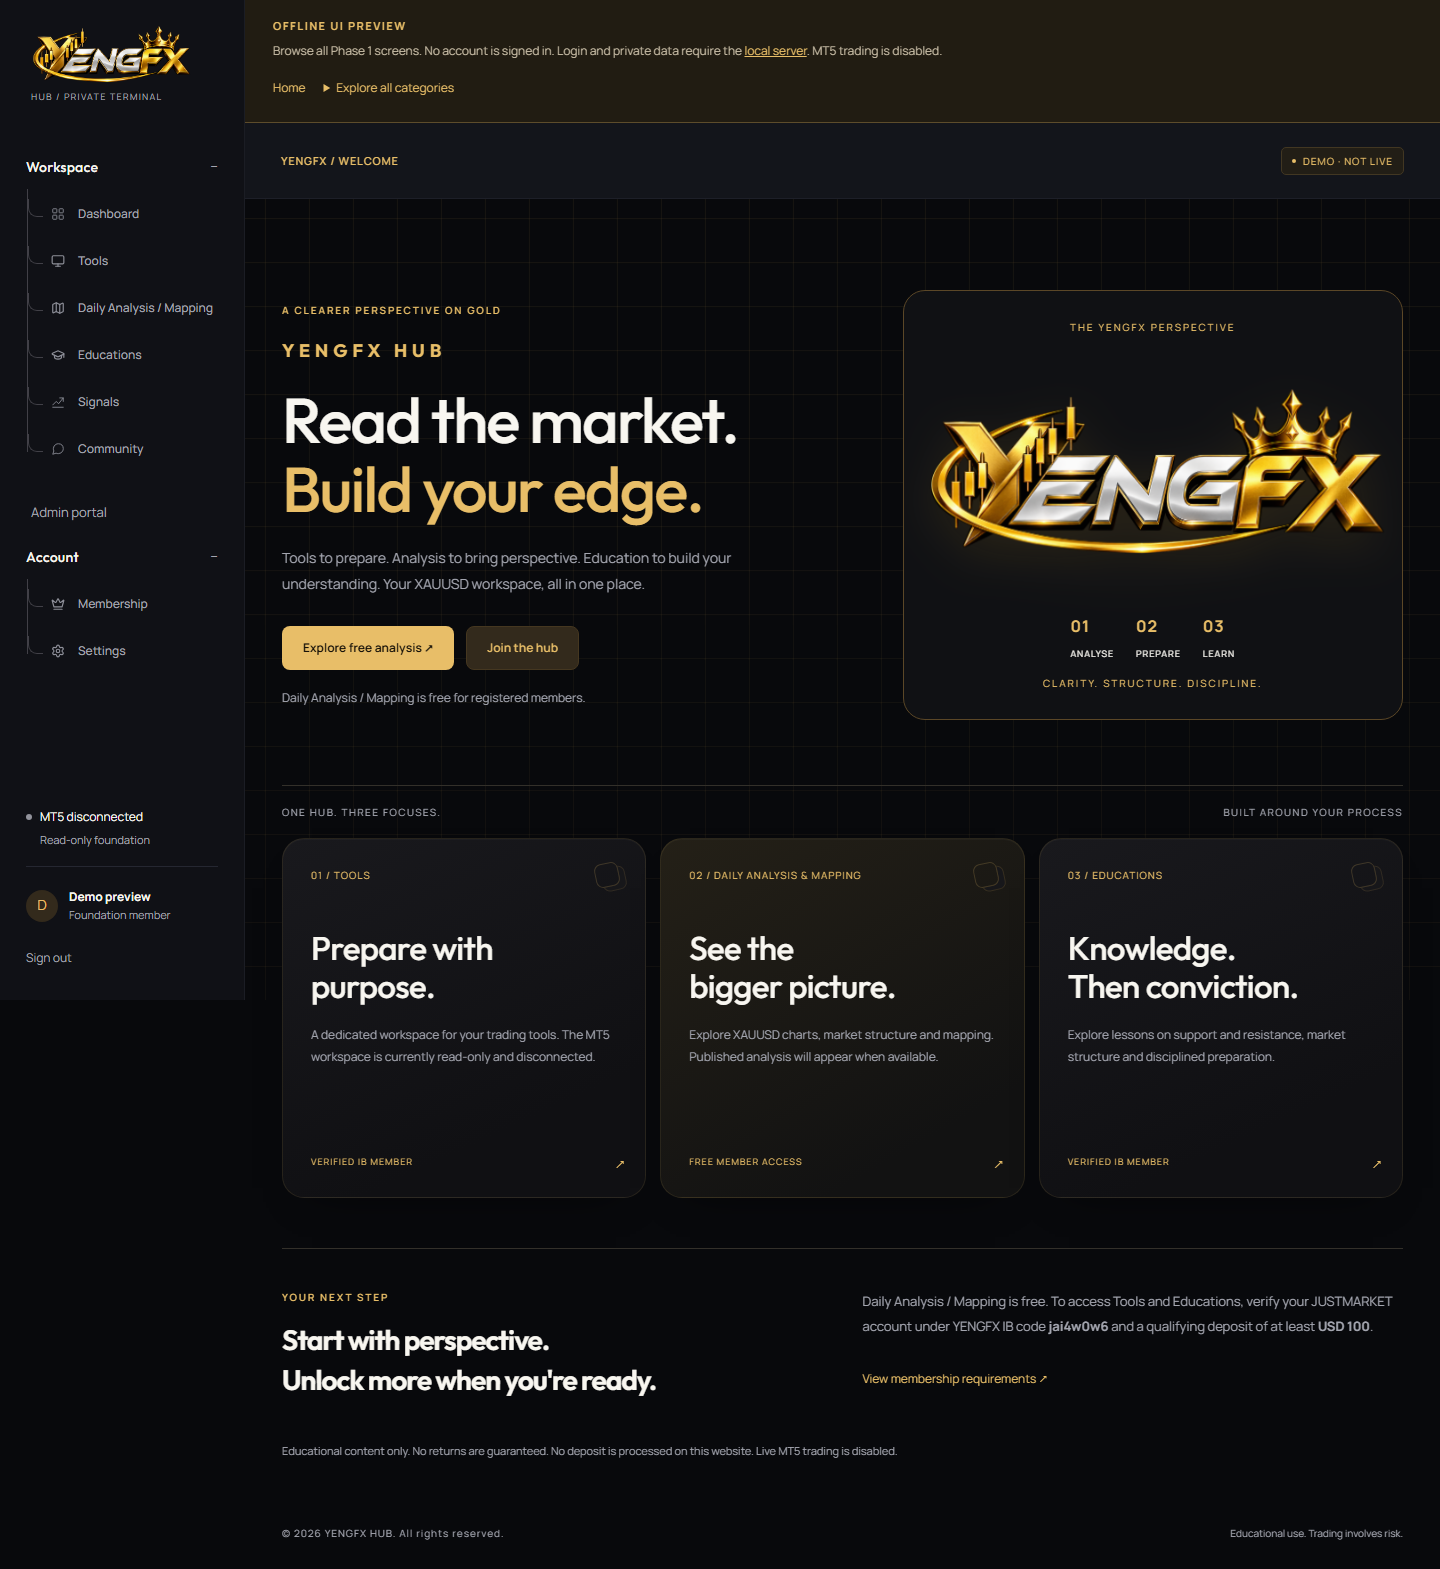 YENGFX
HUB / PRIVATE TERMINAL
Workspace
Dashboard
Tools
Daily Analysis / Mapping
Educations
Signals
Community
Admin portal
Account
Membership
Settings
MT5 disconnected
Read-only foundation
D
Demo preview
Foundation member
Sign out
OFFLINE UI PREVIEW
Browse all Phase 1 screens. No account is signed in. Login and private data require the local server. MT5 trading is disabled.
Home ▶ Explore all categories
YENGFX / WELCOME
DEMO · NOT LIVE
A CLEARER PERSPECTIVE ON GOLD
YENGFX HUB
Read the market.
Build your edge.
Tools to prepare. Analysis to bring perspective. Education to build your
understanding. Your XAUUSD workspace, all in one place.
Explore free analysis ↗
Join the hub
Daily Analysis / Mapping is free for registered members.
THE YENGFX PERSPECTIVE
YENGFX
01 02 03
ANALYSE PREPARE LEARN
CLARITY. STRUCTURE. DISCIPLINE.
ONE HUB. THREE FOCUSES.
BUILT AROUND YOUR PROCESS
01 / TOOLS
Prepare with
purpose.
A dedicated workspace for your trading tools. The MT5
workspace is currently read-only and disconnected.
VERIFIED IB MEMBER ↗
02 / DAILY ANALYSIS & MAPPING
See the
bigger picture.
Explore XAUUSD charts, market structure and mapping.
Published analysis will appear when available.
FREE MEMBER ACCESS ↗
03 / EDUCATIONS
Knowledge.
Then conviction.
Explore lessons on support and resistance, market
structure and disciplined preparation.
VERIFIED IB MEMBER ↗
YOUR NEXT STEP
Start with perspective.
Unlock more when you're ready.
Daily Analysis / Mapping is free. To access Tools and Educations, verify your JUSTMARKET
account under YENGFX IB code jai4w0w6 and a qualifying deposit of at least USD 100.
View membership requirements ↗
Educational content only. No returns are guaranteed. No deposit is processed on this website. Live MT5 trading is disabled.
© 2026 YENGFX HUB. All rights reserved.
Educational use. Trading involves risk.